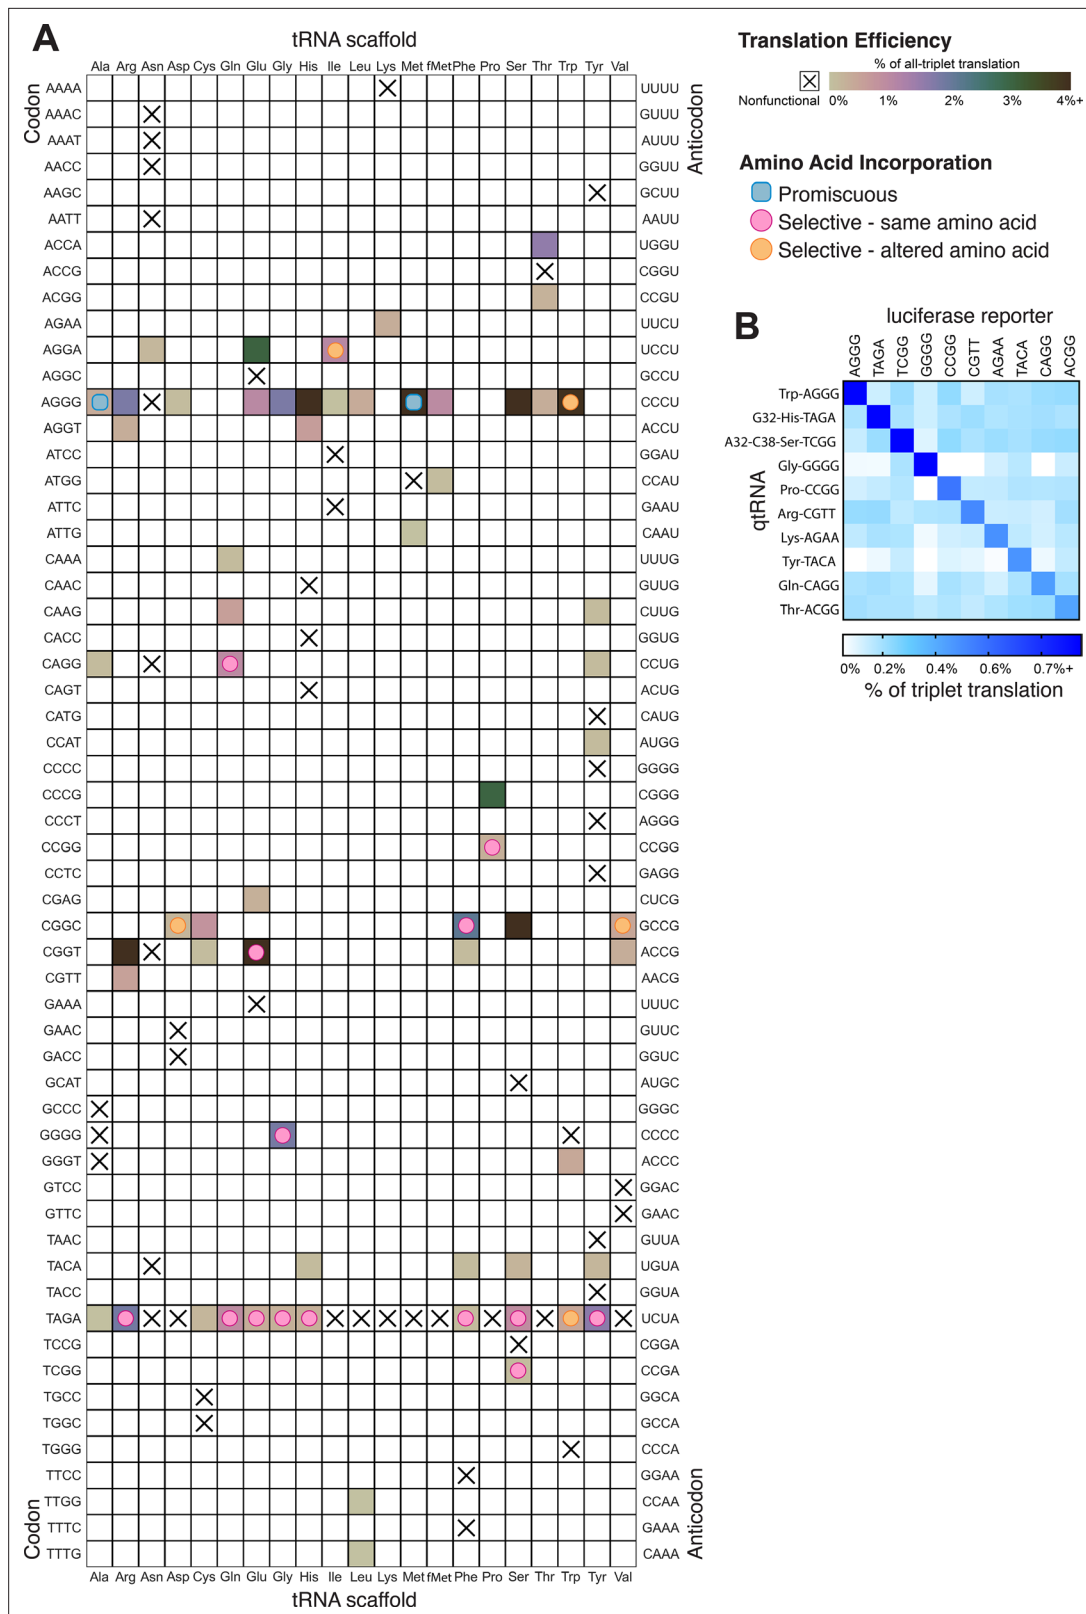 A
tRNA scaffold
Ala Arg Asn Asp Cys Gln Glu Gly His Ile Leu Lys Met fMet Phe Pro Ser Thr Trp Tyr Val
Codon
Anticodon
AAAA UUUU
AAAC GUUU
AAAT AUUU
AACC GGUU
AAGC GCUU
AATT AAUU
ACCA UGGU
ACCG CGGU
ACGG CCGU
AGAA UUCU
AGGA UCCU
AGGC GCCU
AGGG CCCU
AGGT ACCU
ATCC GGAU
ATGG CCAU
ATTC GAAU
ATTG CAAU
CAAA UUUG
CAAC GUUG
CAAG CUUG
CACC GGUG
CAGG CCUG
CAGT ACUG
CATG CAUG
CCAT AUGG
CCCC GGGG
CCCG CGGG
CCCT AGGG
CCGG CCGG
CCTC GAGG
CGAG CUCG
CGGC GCCG
CGGT ACCG
CGTT AACG
GAAA UUUC
GAAC GUUC
GACC GGUC
GCAT AUGC
GCCC GGGC
GGGG CCCC
GGGT ACCC
GTCC GGAC
GTTC GAAC
TAAC GUUA
TACA UGUA
TACC GGUA
TAGA UCUA
TCCG CGGA
TCGG CCGA
TGCC GGCA
TGGC GCCA
TGGG CCCA
TTCC GGAA
TTGG CCAA
TTTC GAAA
TTTG CAAA
Codon
Anticodon
Ala Arg Asn Asp Cys Gln Glu Gly His Ile Leu Lys Met fMet Phe Pro Ser Thr Trp Tyr Val
tRNA scaffold
Translation Efficiency
% of all-triplet translation
Nonfunctional
0% 1% 2% 3% 4%+
Amino Acid Incorporation
Promiscuous
Selective - same amino acid
Selective - altered amino acid
B
luciferase reporter
AGGG TAGA TCGG GGGG CCGG CGTT AGAA TACA CAGG ACGG
qtRNA
Trp-AGGG
G32-His-TAGA
A32-C38-Ser-TCGG
Gly-GGGG
Pro-CCGG
Arg-CGTT
Lys-AGAA
Tyr-TACA
Gln-CAGG
Thr-ACGG
0% 0.2% 0.4% 0.6% 0.7%+
% of triplet translation